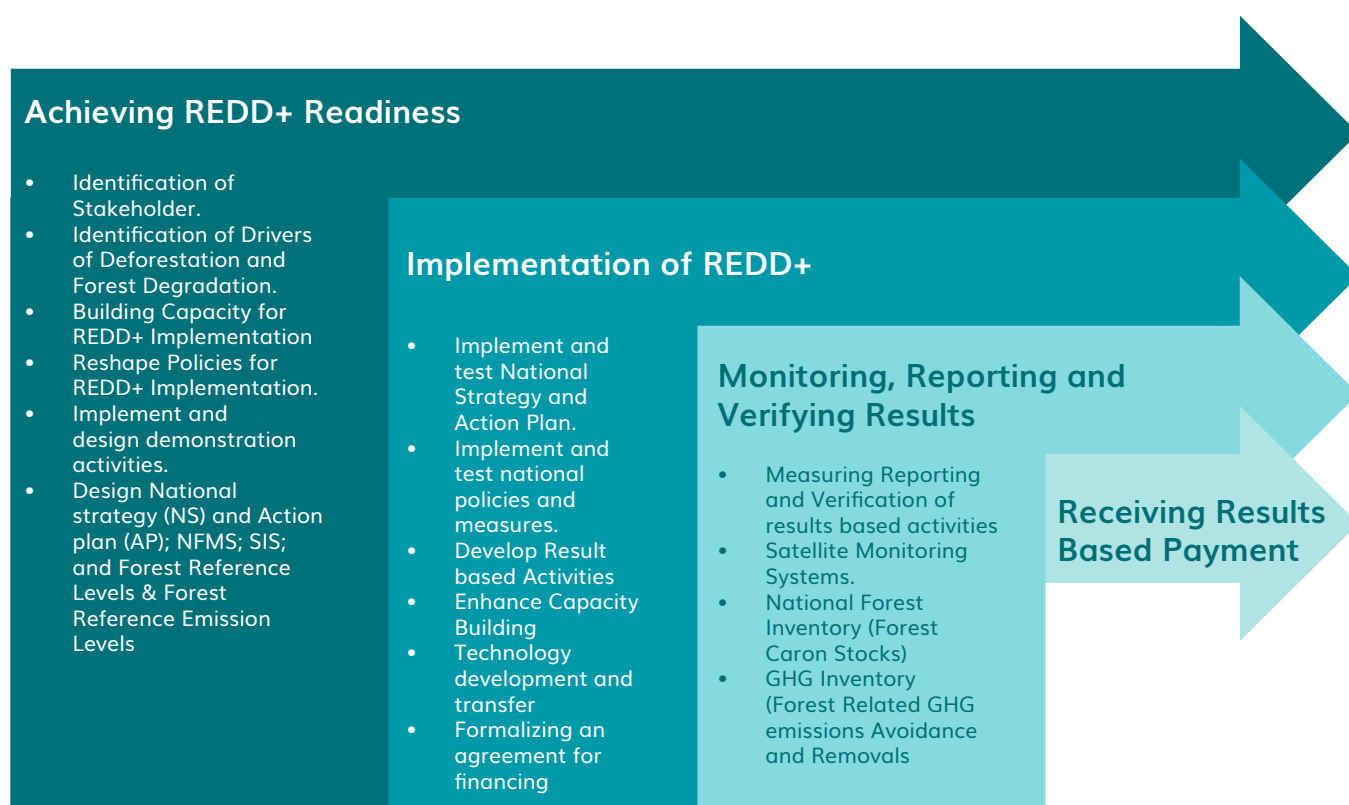 Achieving REDD+ Readiness
• Identification of
Stakeholder.
• Identification of Drivers
of Deforestation and
Forest Degradation.
• Building Capacity for
REDD+ Implementation
• Reshape Policies for
REDD+ Implementation.
• Implement and
design demonstration
activities.
• Design National
strategy (NS) and Action
plan (AP); NFMS; SIS;
and Forest Reference
Levels & Forest
Reference Emission
Levels
Implementation of REDD+
• Implement and
test National
Strategy and
Action Plan.
• Implement and
test national
policies and
measures.
• Develop Result
based Activities
• Enhance Capacity
Building
• Technology
development and
transfer
• Formalizing an
agreement for
financing
Monitoring, Reporting and
Verifying Results
• Measuring Reporting
and Verification of
results based activities
• Satellite Monitoring
Systems.
• National Forest
Inventory (Forest
Caron Stocks)
• GHG Inventory
(Forest Related GHG
emissions Avoidance
and Removals
Receiving Results
Based Payment